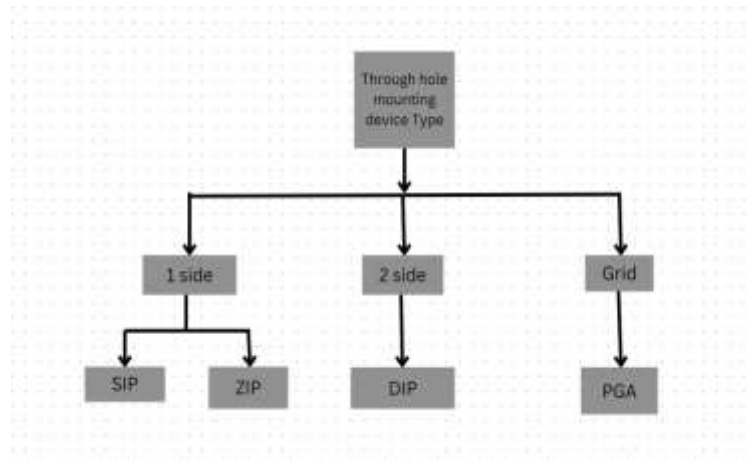 Through hole
mounting
device Type
1 side
2 side
Grid
SIP
ZIP
DIP
PGA